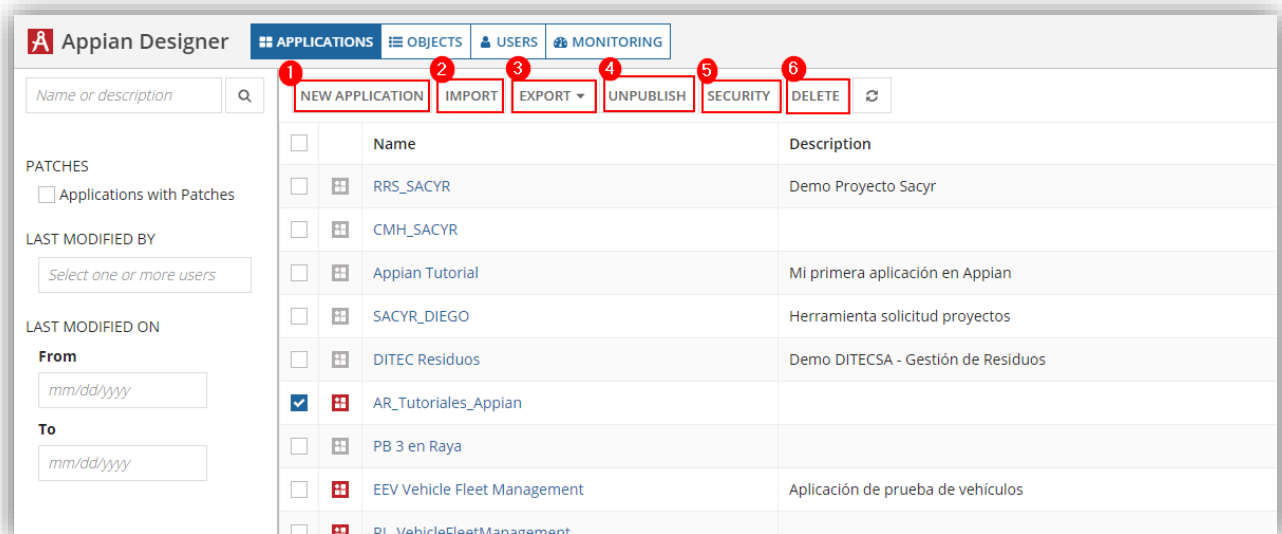 Appian Designer APPLICATIONS OBJECTS USERS MONITORING
1 2 3 4 5 6
Name or description NEW APPLICATION IMPORT EXPORT UNPUBLISH SECURITY DELETE
Name Description
PATCHES
Applications with Patches
LAST MODIFIED BY
Select one or more users
LAST MODIFIED ON
From
mm/dd/yyyy
To
mm/dd/yyyy
RRS_SACYR Demo Proyecto Sacyr
CMH_SACYR
Appian Tutorial Mi primera aplicación en Appian
SACYR_DIEGO Herramienta solicitud proyectos
DITEC Residuos Demo DITECSA - Gestión de Residuos
AR_Tutoriales_Appian
PB 3 en Raya
EEV Vehicle Fleet Management Aplicación de prueba de vehículos
VehicleFleetManagement